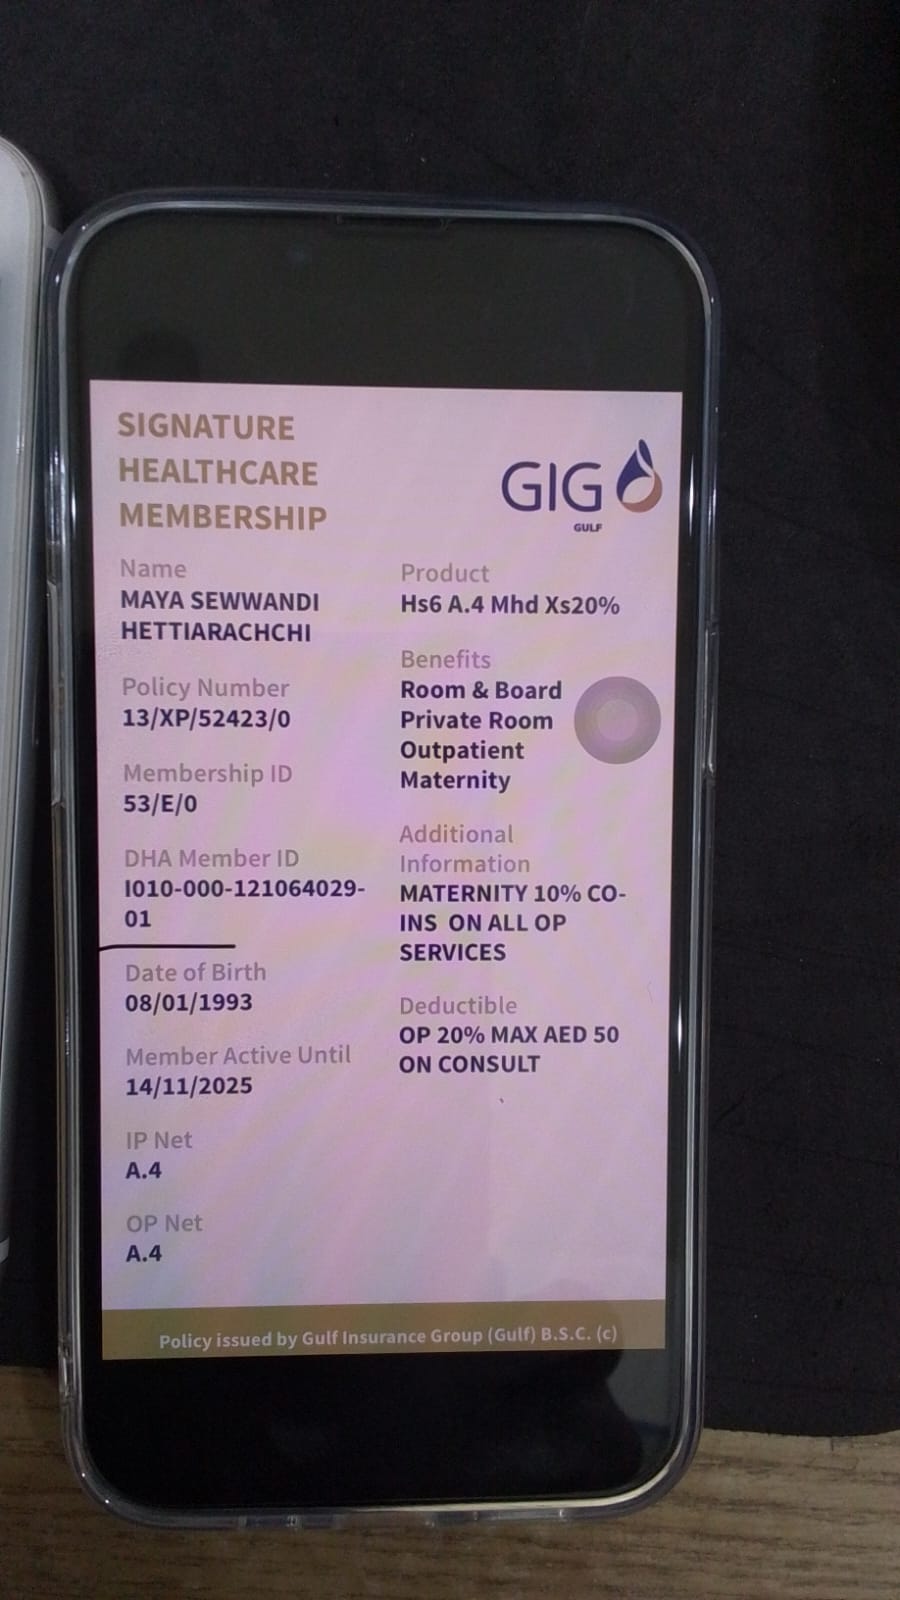 SIGNATURE
HEALTHCARE
MEMBERSHIP
GIG
GULF
Name
MAYA SEWWANDI
HETTIARACHCHI
Policy Number
13/XP/52423/0
Membership ID
53/E/0
DHA Member ID
I010-000-121064029-
01
Date of Birth
08/01/1993
Member Active Until
14/11/2025
IP Net
A.4
OP Net
A.4
Product
Hs6 A.4 Mhd Xs20%
Benefits
Room & Board
Private Room
Outpatient
Maternity
Additional
Information
MATERNITY 10% CO-
INS ON ALL OP
SERVICES
Deductible
OP 20% MAX AED 50
ON CONSULT
Policy issued by Gulf Insurance Group (Gulf) B.S.C. (c)